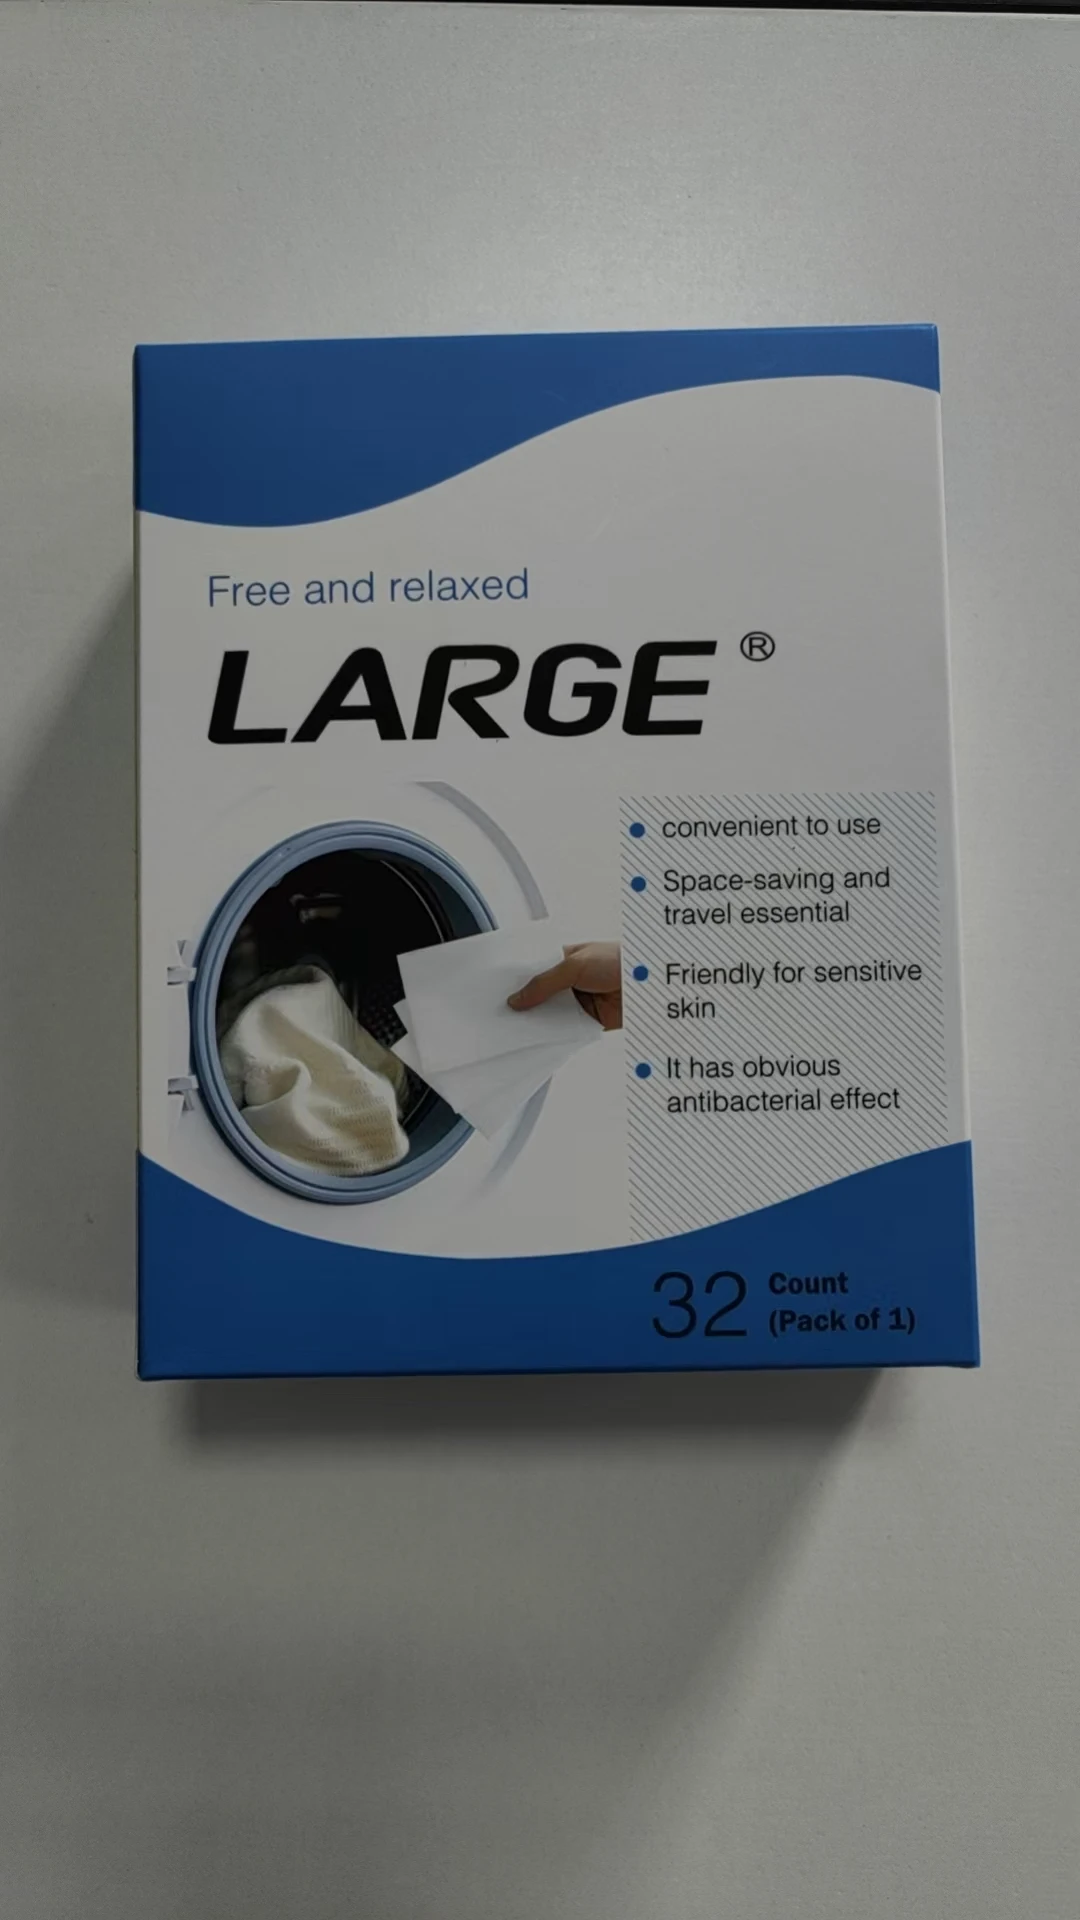 Free and relaxed
LARGE ®
convenient to use
Space-saving and
travel essential
Friendly for sensitive
skin
It has obvious
antibacterial effect
32 Count
(Pack of 1)